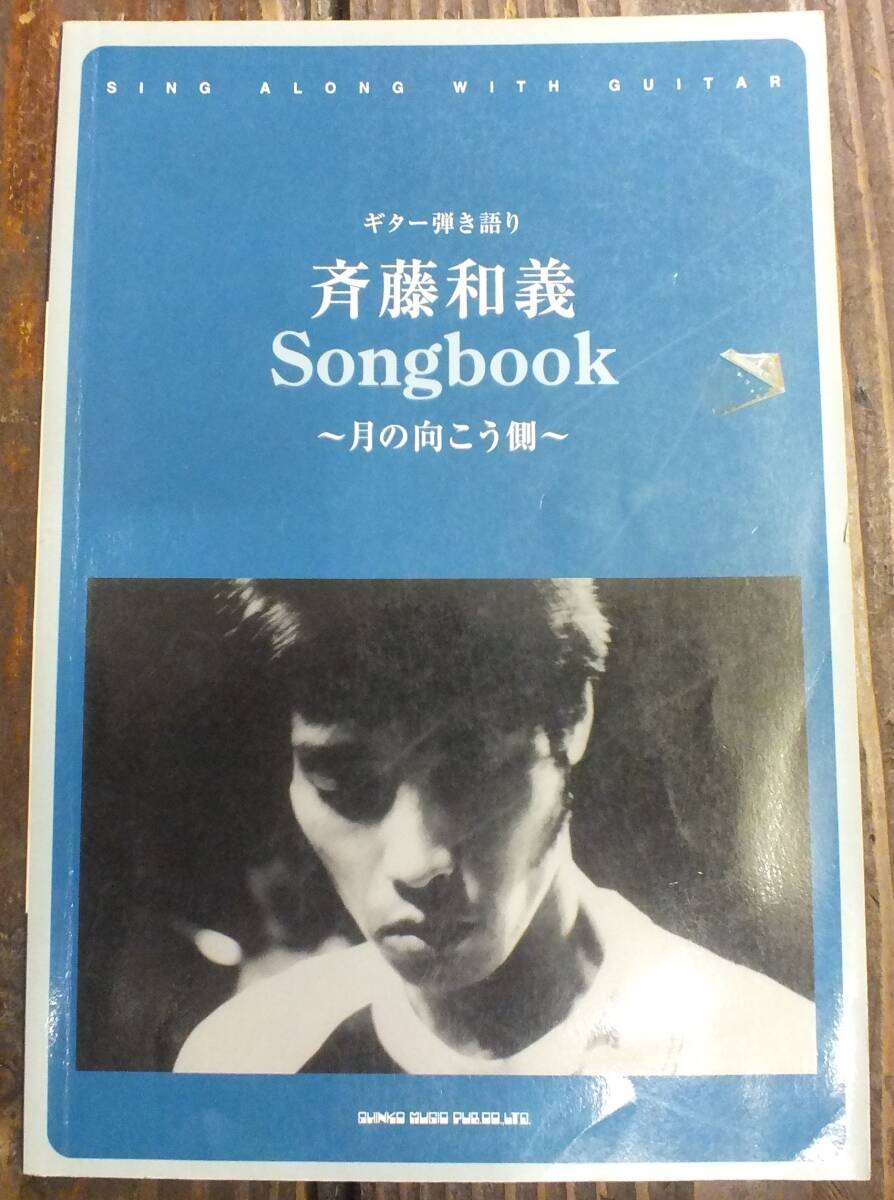 SING ALONG WITH GUITAR
ギター弾き語り
斉藤和義
Songbook
～月の向こう側～
SHINKO MUSIC PUB.CO.,LTD.